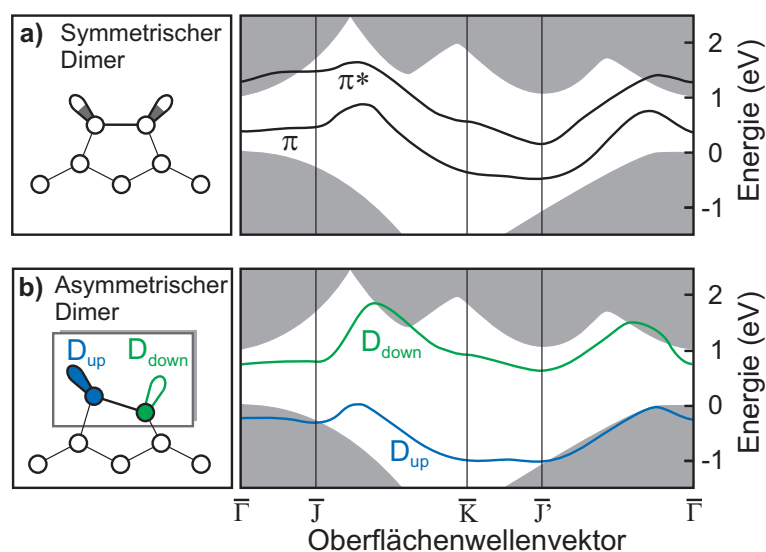 a) Symmetrischer
Dimer
π*
π
2
1
0
-1
Energie (eV)
b) Asymmetrischer
Dimer
D_up
D_down
D_down
D_up
2
1
0
-1
Energie (eV)
Γ̅ J̅ K̅ J̅' Γ̅
Oberflächenwellenvektor